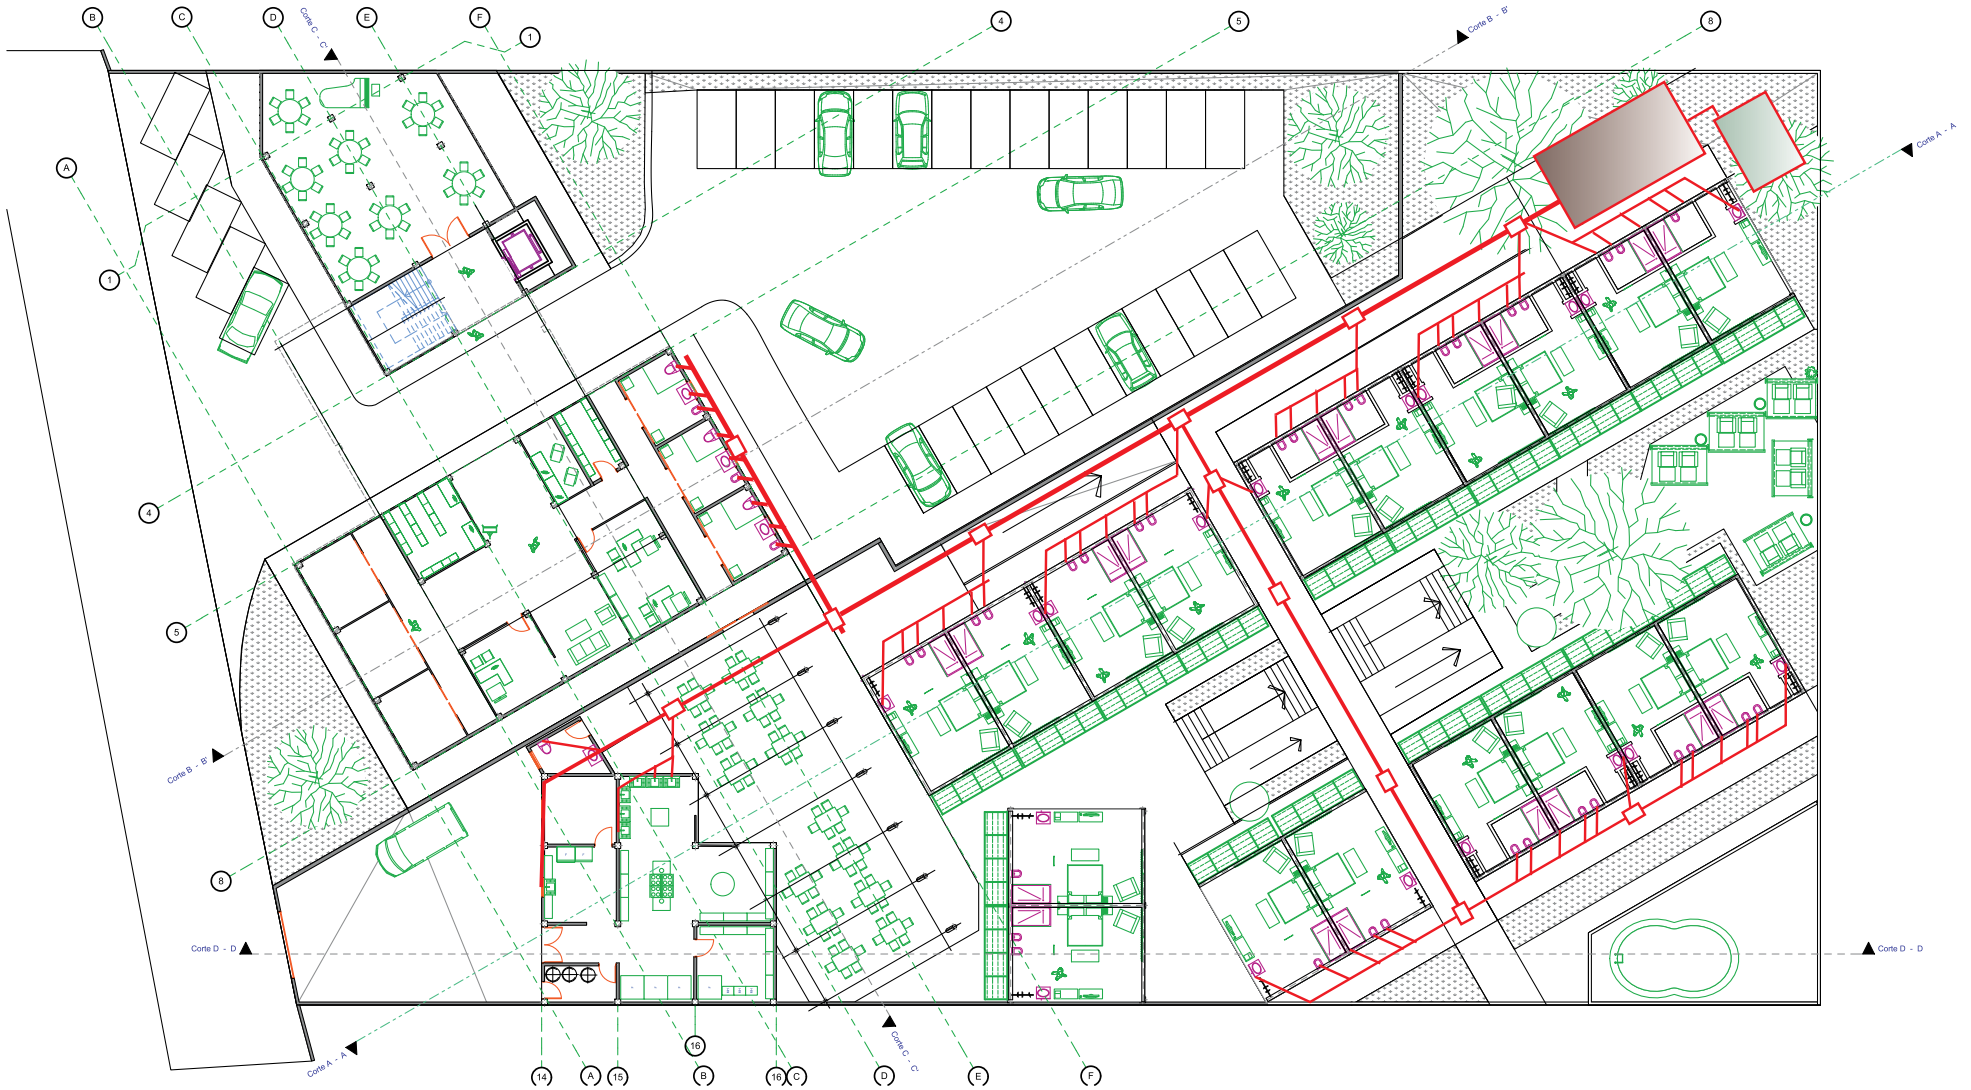 B
C
D
E
F
1
4
5
8
Corte C - C'
Corte B - B'
Corte A - A
A
1
4
5
Corte B - B'
8
Corte D - D
Corte D - D
Corte A - A
Corte C - C'
16
14
A
15
B
16
C
D
E
F